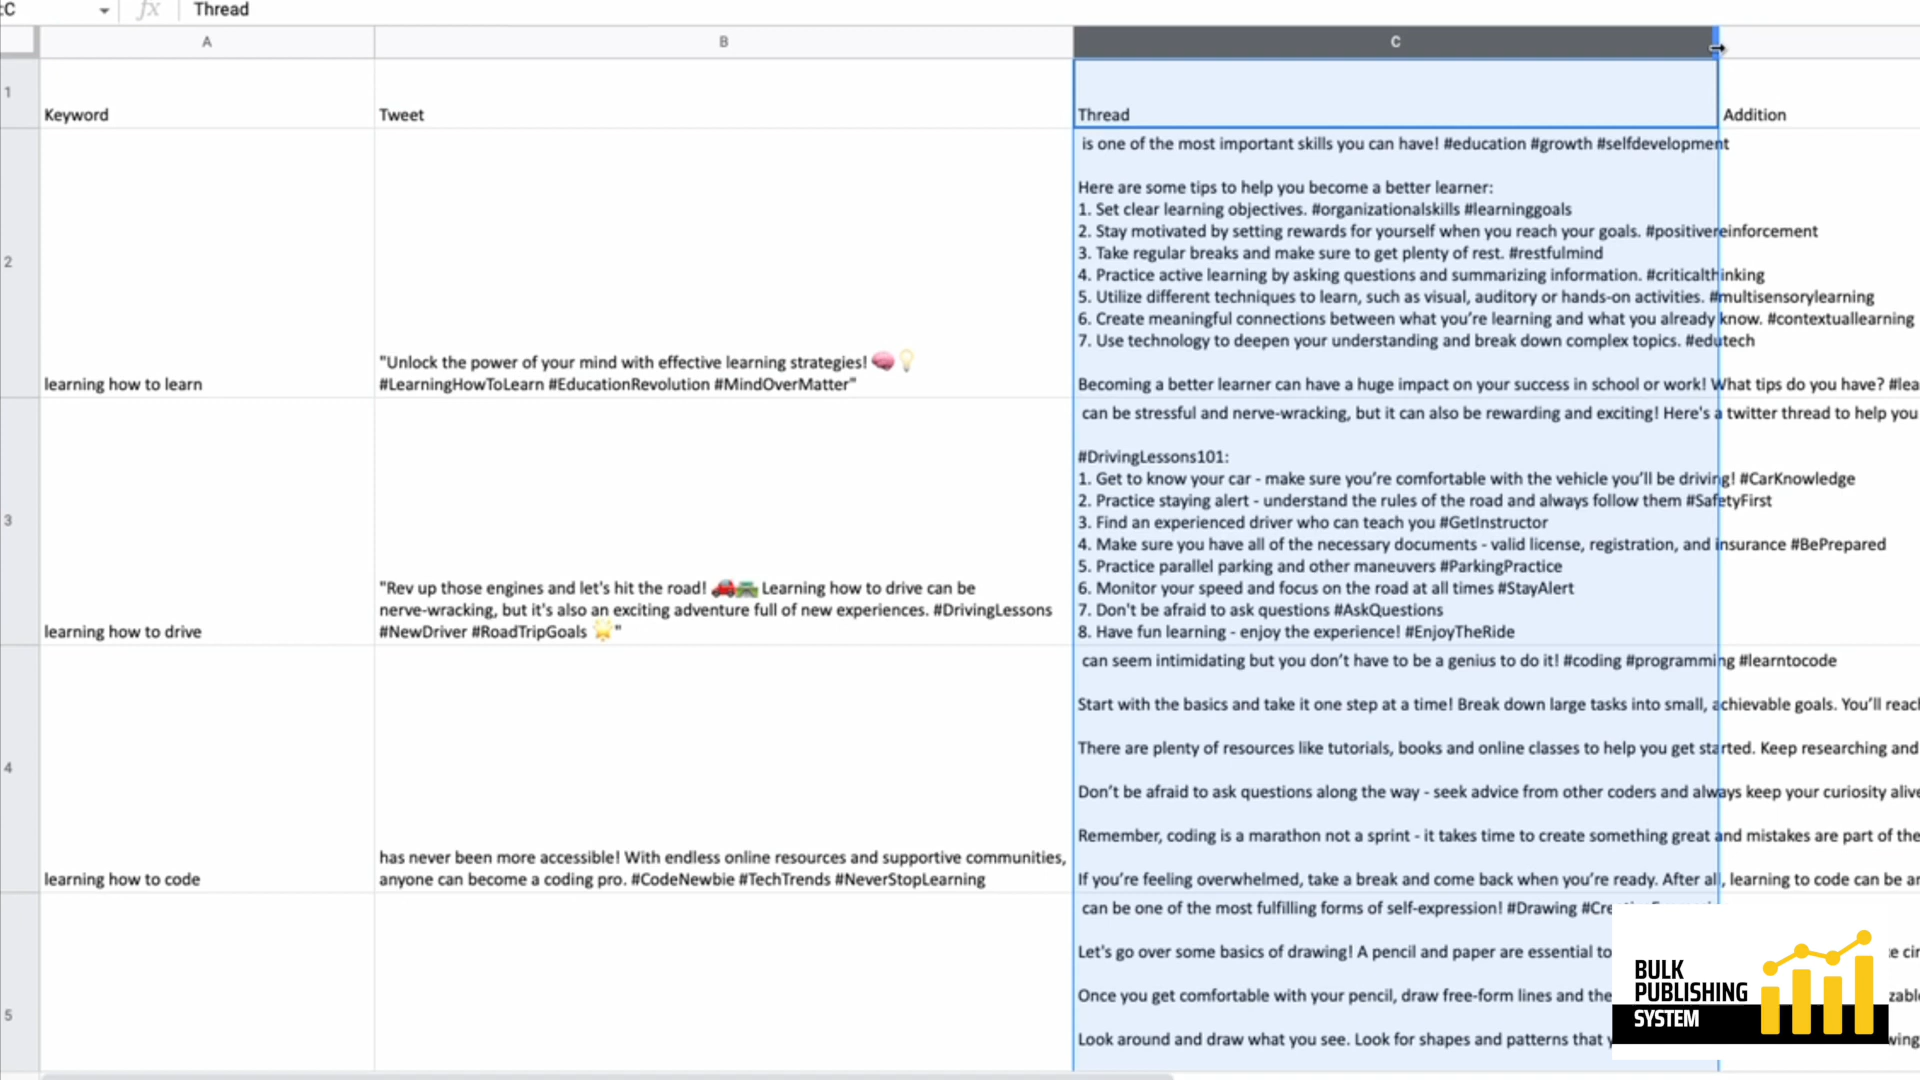 C fx Thread
A B C
1
Keyword Tweet Thread Addition
2
learning how to learn
"Unlock the power of your mind with effective learning strategies! 🧠💡
#LearningHowToLearn #EducationRevolution #MindOverMatter"
is one of the most important skills you can have! #education #growth #selfdevelopment
Here are some tips to help you become a better learner:
1. Set clear learning objectives. #organizationalskills #learninggoals
2. Stay motivated by setting rewards for yourself when you reach your goals. #positivereinforcement
3. Take regular breaks and make sure to get plenty of rest. #restfulmind
4. Practice active learning by asking questions and summarizing information. #criticalthinking
5. Utilize different techniques to learn, such as visual, auditory or hands-on activities. #multisensorylearning
6. Create meaningful connections between what you're learning and what you already know. #contextuallearning
7. Use technology to deepen your understanding and break down complex topics. #edutech
Becoming a better learner can have a huge impact on your success in school or work! What tips do you have? #lea
3
learning how to drive
"Rev up those engines and let's hit the road! 🚗🛣️ Learning how to drive can be
nerve-wracking, but it's also an exciting adventure full of new experiences. #DrivingLessons
#NewDriver #RoadTripGoals 🌟"
can be stressful and nerve-wracking, but it can also be rewarding and exciting! Here's a twitter thread to help you
#DrivingLessons101:
1. Get to know your car - make sure you're comfortable with the vehicle you'll be driving! #CarKnowledge
2. Practice staying alert - understand the rules of the road and always follow them #SafetyFirst
3. Find an experienced driver who can teach you #GetInstructor
4. Make sure you have all of the necessary documents - valid license, registration, and insurance #BePrepared
5. Practice parallel parking and other maneuvers #ParkingPractice
6. Monitor your speed and focus on the road at all times #StayAlert
7. Don't be afraid to ask questions #AskQuestions
8. Have fun learning - enjoy the experience! #EnjoyTheRide
4
learning how to code
has never been more accessible! With endless online resources and supportive communities,
anyone can become a coding pro. #CodeNewbie #TechTrends #NeverStopLearning
can seem intimidating but you don't have to be a genius to do it! #coding #programming #learntocode
Start with the basics and take it one step at a time! Break down large tasks into small, achievable goals. You'll reach
There are plenty of resources like tutorials, books and online classes to help you get started. Keep researching and
Don't be afraid to ask questions along the way - seek advice from other coders and always keep your curiosity alive
Remember, coding is a marathon not a sprint - it takes time to create something great and mistakes are part of the
If you're feeling overwhelmed, take a break and come back when you're ready. After all, learning to code can be an
5
can be one of the most fulfilling forms of self-expression! #Drawing
Let's go over some basics of drawing! A pencil and paper are essential to
Once you get comfortable with your pencil, draw free-form lines and the
Look around and draw what you see. Look for shapes and patterns that
BULK
PUBLISHING
SYSTEM